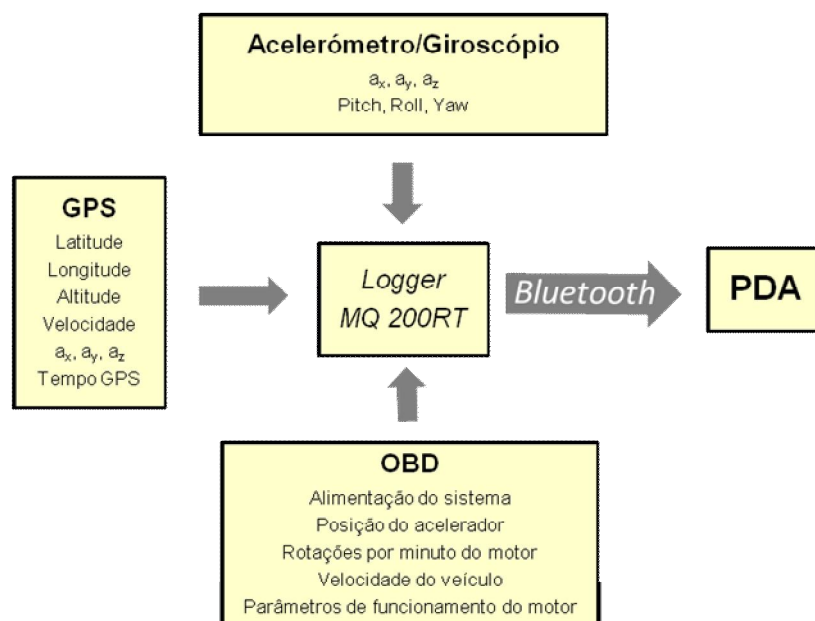 Acelerómetro/Giroscópio
aₓ, aᵧ, a_z
Pitch, Roll, Yaw
GPS
Latitude
Longitude
Altitude
Velocidade
aₓ, aᵧ, a_z
Tempo GPS
Logger
MQ 200RT
Bluetooth
PDA
OBD
Alimentação do sistema
Posição do acelerador
Rotações por minuto do motor
Velocidade do veículo
Parâmetros de funcionamento do motor